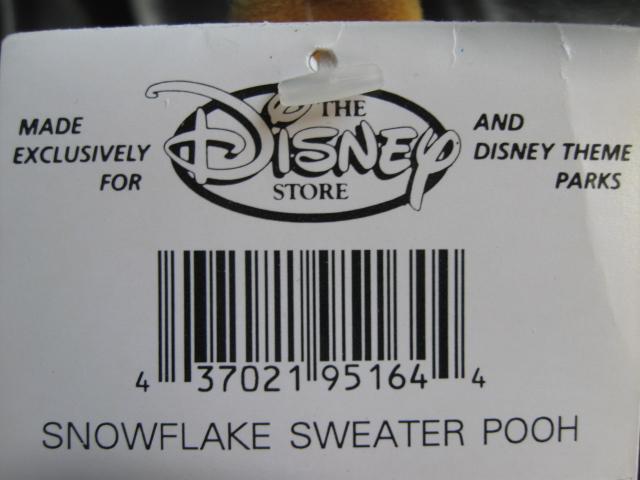 MADE
EXCLUSIVELY
FOR
THE
DISNEY
STORE
AND
DISNEY THEME
PARKS
4 37021 95164 4
SNOWFLAKE SWEATER POOH